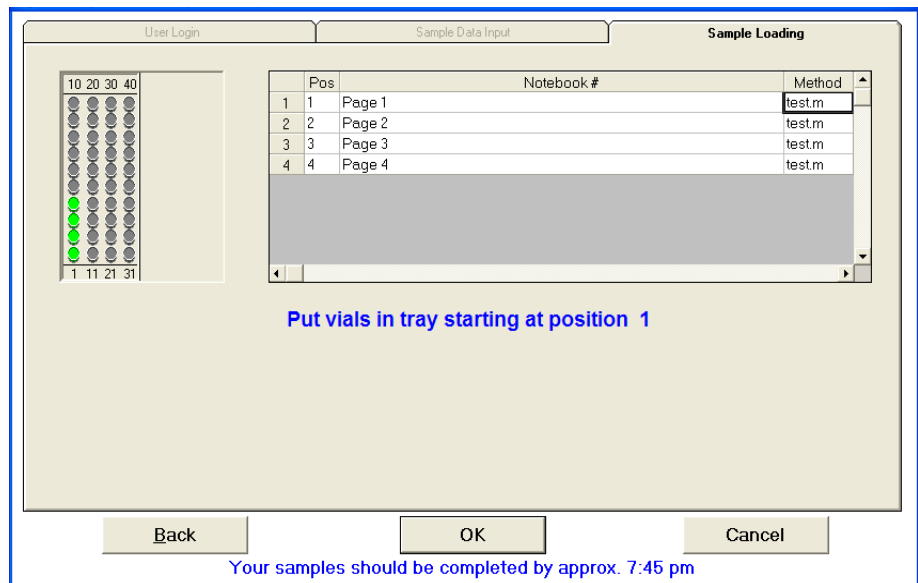 User Login Sample Data Input Sample Loading
10 20 30 40
1 11 21 31
Pos Notebook # Method
1 1 Page 1 test.m
2 2 Page 2 test.m
3 3 Page 3 test.m
4 4 Page 4 test.m
Put vials in tray starting at position 1
Back OK Cancel
Your samples should be completed by approx. 7:45 pm